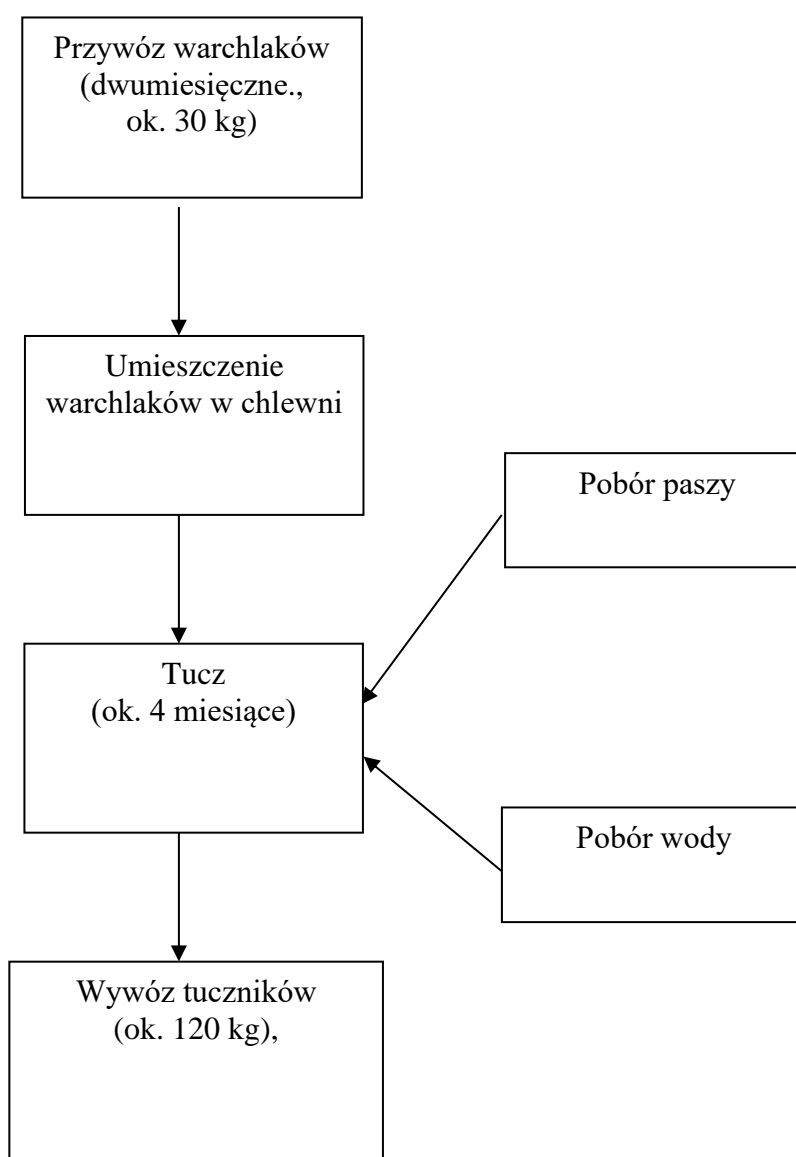 Przywóz warchlaków
(dwumiesięczne.,
ok. 30 kg)
Umieszczenie
warchlaków w chlewni
Pobór paszy
Tucz
(ok. 4 miesiące)
Pobór wody
Wywóz tuczników
(ok. 120 kg),